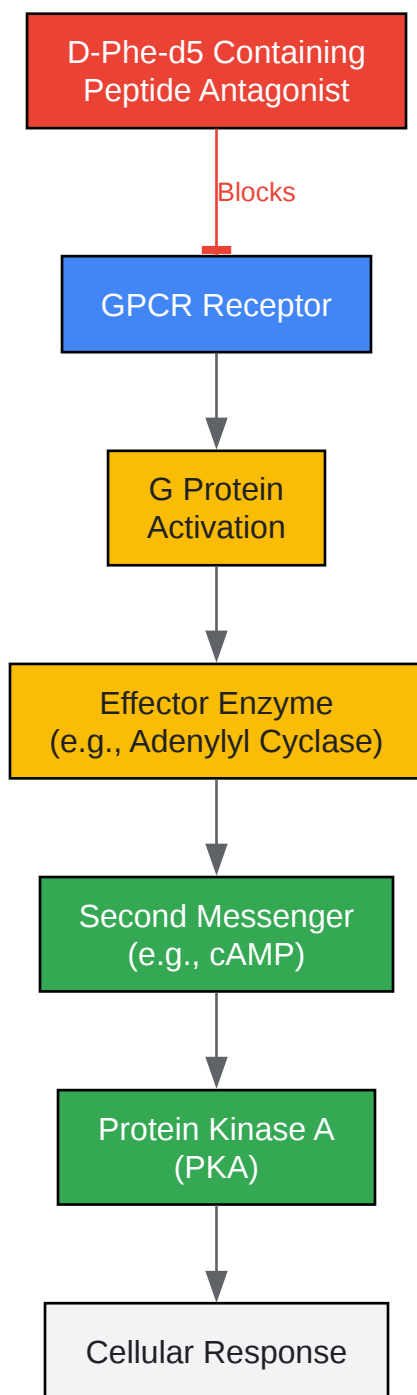 D-Phe-d5 Containing
Peptide Antagonist
Blocks
GPCR Receptor
G Protein
Activation
Effector Enzyme
(e.g., Adenylyl Cyclase)
Second Messenger
(e.g., cAMP)
Protein Kinase A
(PKA)
Cellular Response